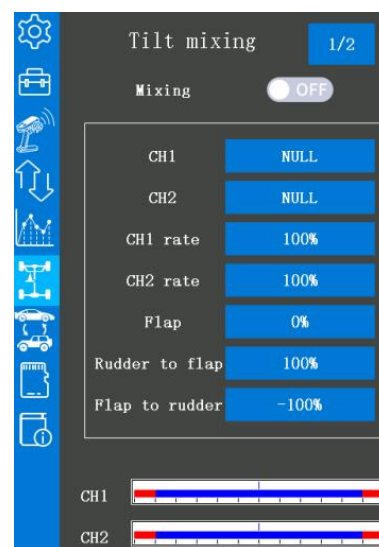 Tilt mixing 1/2
Mixing OFF
CH1 NULL
CH2 NULL
CH1 rate 100%
CH2 rate 100%
Flap 0%
Rudder to flap 100%
Flap to rudder -100%
CH1
CH2